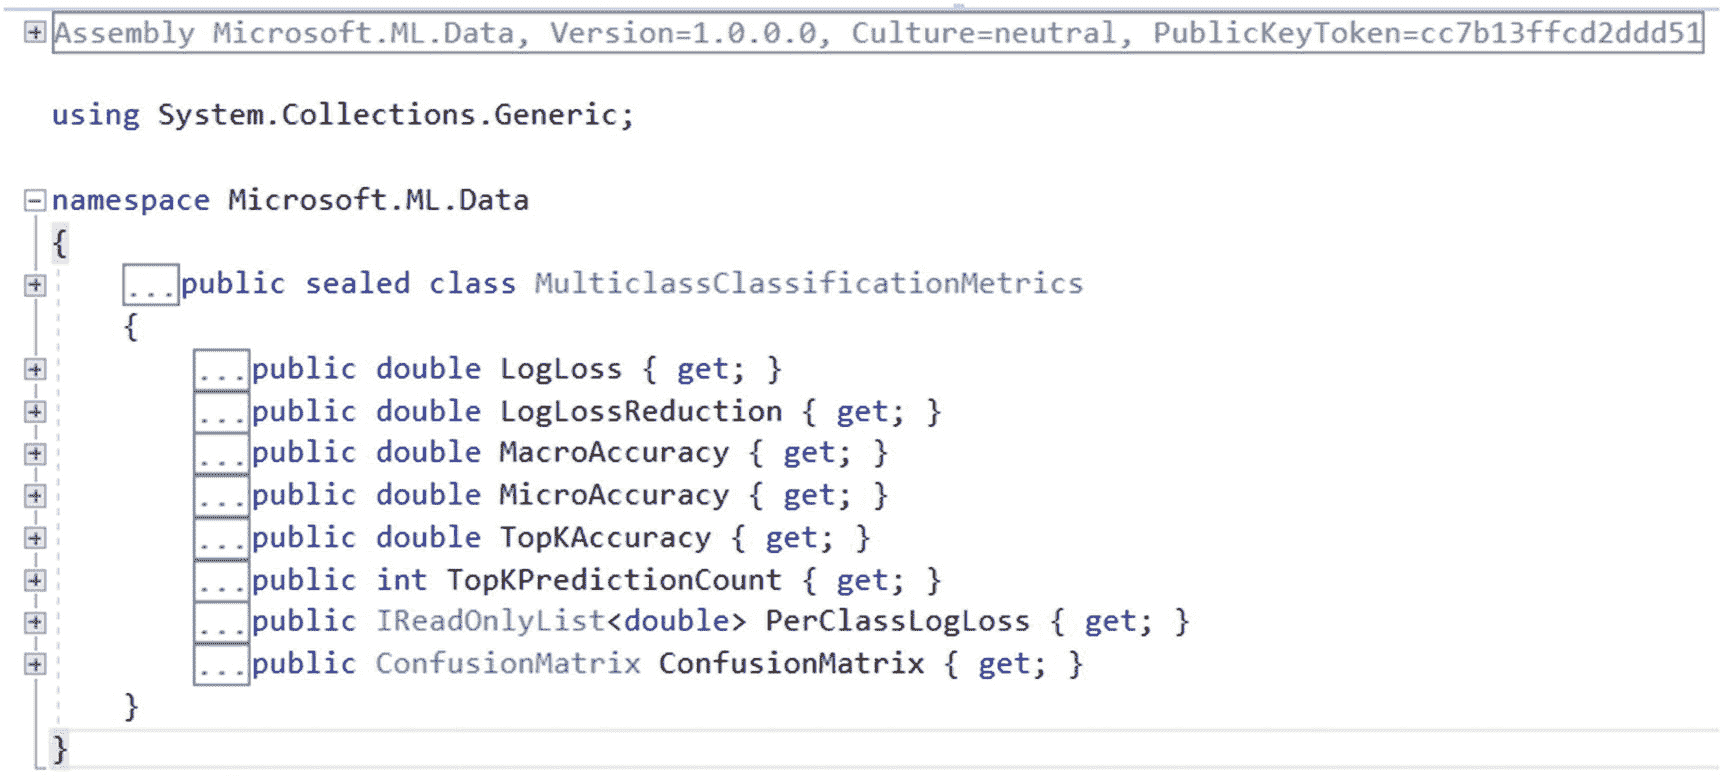 Assembly Microsoft.ML.Data, Version=1.0.0.0, Culture=neutral, PublicKeyToken=cc7b13ffcd2ddd51
using System.Collections.Generic;
namespace Microsoft.ML.Data
{
...public sealed class MulticlassClassificationMetrics
{
...public double LogLoss { get; }
...public double LogLossReduction { get; }
...public double MacroAccuracy { get; }
...public double MicroAccuracy { get; }
...public double TopKAccuracy { get; }
...public int TopKPredictionCount { get; }
...public IReadOnlyList<double> PerClassLogLoss { get; }
...public ConfusionMatrix ConfusionMatrix { get; }
}
}